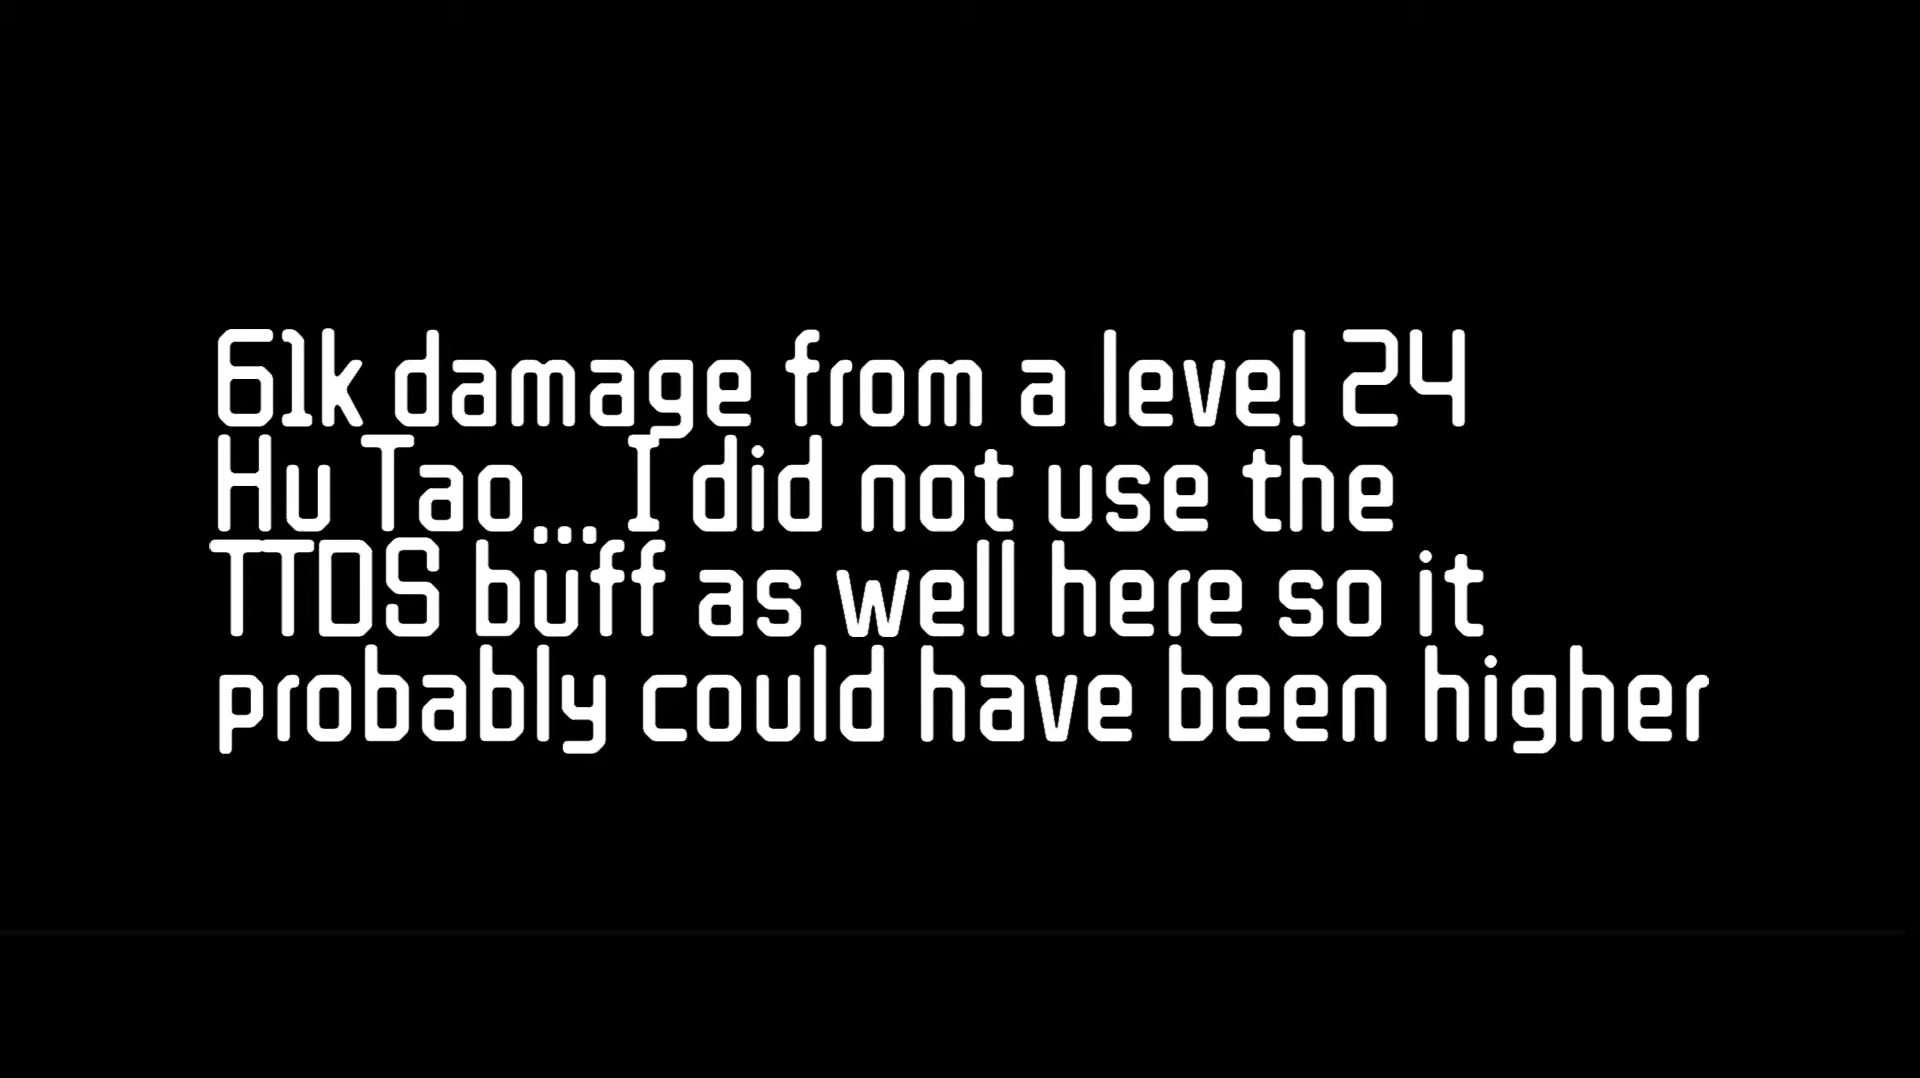 61k damage from a level 24
Hu Tao... I did not use the
TTDS buff as well here so it
probably could have been higher